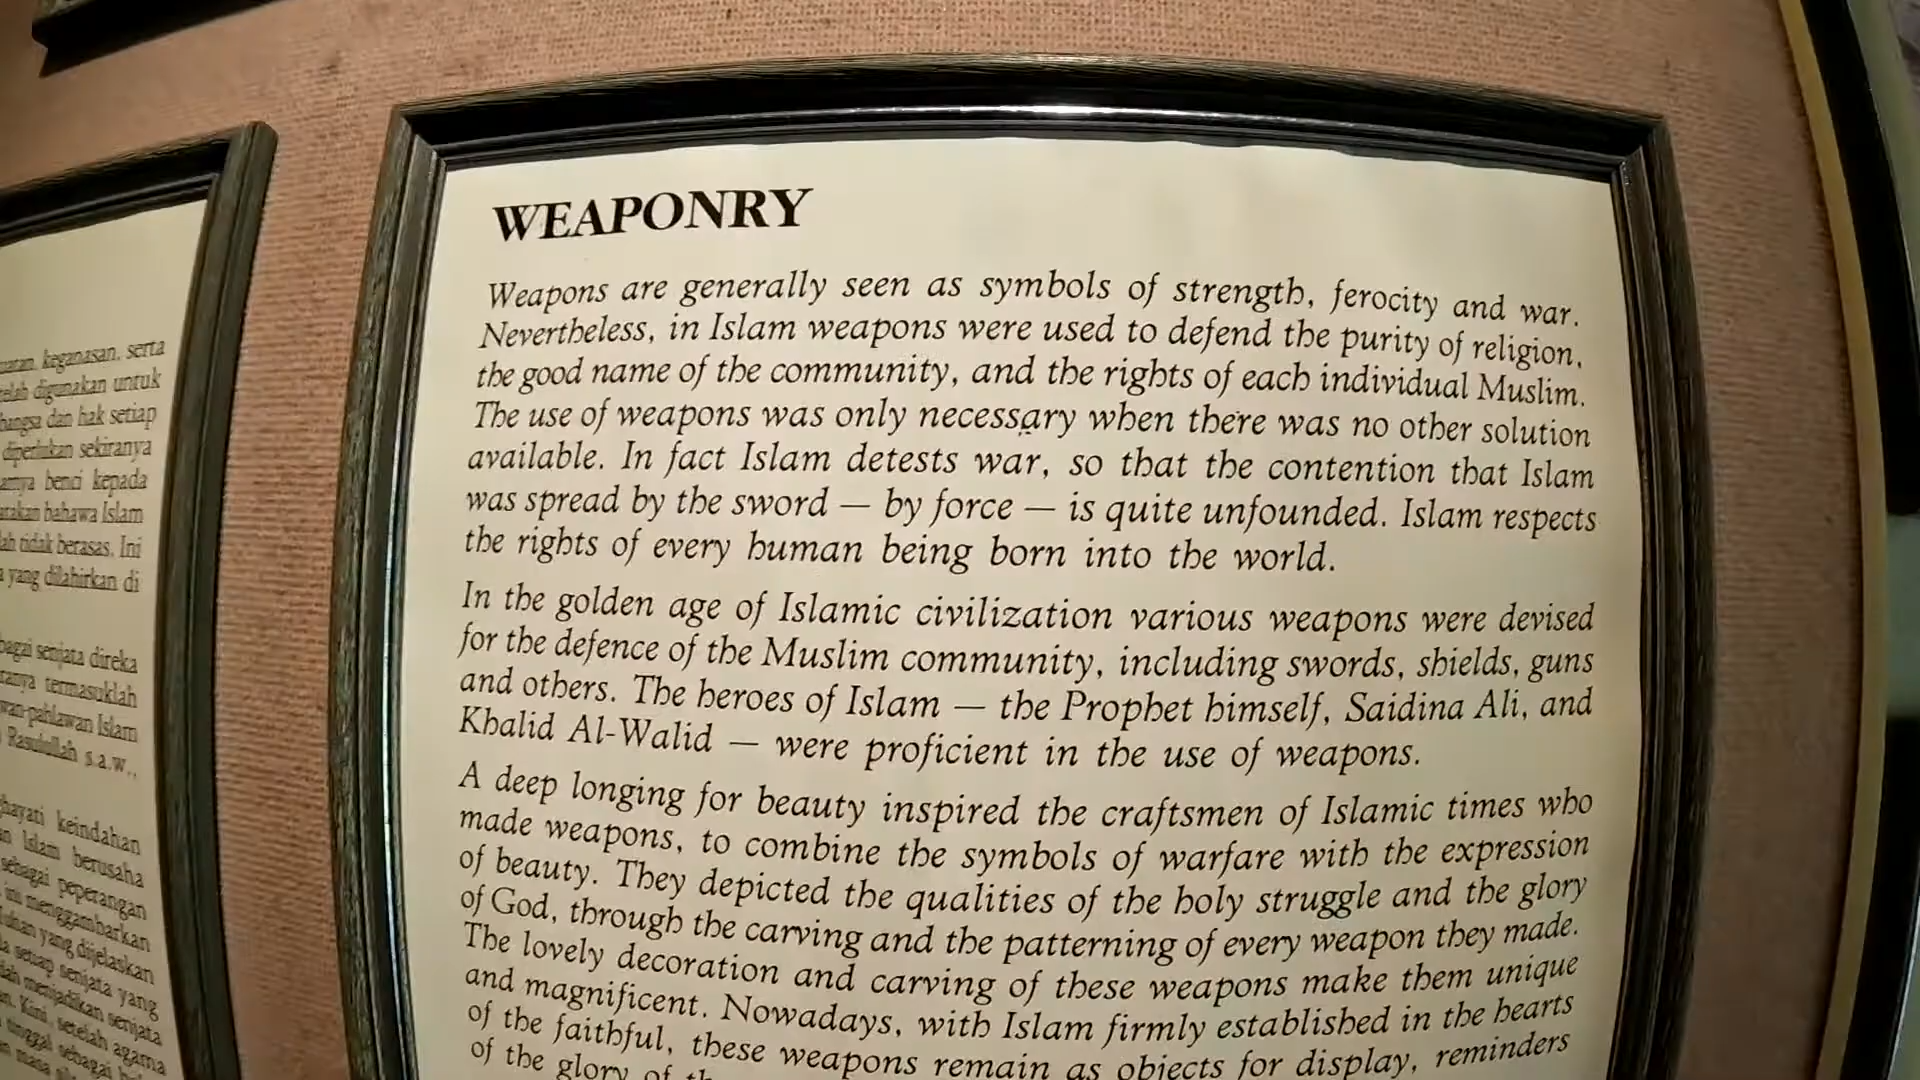 uaran, keganasan, serta
telah digunakan untuk
bangsa dan hak setiap
diperlukan sekiranya
benci kepada
bahawa Islam
tidak berasas. Ini
yang dilahirkan di
senjata direka
termasuklah
Islam
Rasulullah s.a.w.,
keindahan
Islam berusaha
sebagai peperangan
ini menggambarkan
yang dijelaskan
setiap senjata yang
menjadikan senjata
Kini, setelah agama
tinggal sebagai
masa
WEAPONRY
Weapons are generally seen as symbols of strength, ferocity and war.
Nevertheless, in Islam weapons were used to defend the purity of religion,
the good name of the community, and the rights of each individual Muslim.
The use of weapons was only necessary when there was no other solution
available. In fact Islam detests war, so that the contention that Islam
was spread by the sword — by force — is quite unfounded. Islam respects
the rights of every human being born into the world.
In the golden age of Islamic civilization various weapons were devised
for the defence of the Muslim community, including swords, shields, guns
and others. The heroes of Islam — the Prophet himself, Saidina Ali, and
Khalid Al-Walid — were proficient in the use of weapons.
A deep longing for beauty inspired the craftsmen of Islamic times who
made weapons, to combine the symbols of warfare with the expression
of beauty. They depicted the qualities of the holy struggle and the glory
of God, through the carving and the patterning of every weapon they made.
The lovely decoration and carving of these weapons make them unique
and magnificent. Nowadays, with Islam firmly established in the hearts
of the faithful, these weapons remain as objects for display, reminders
of the glory of